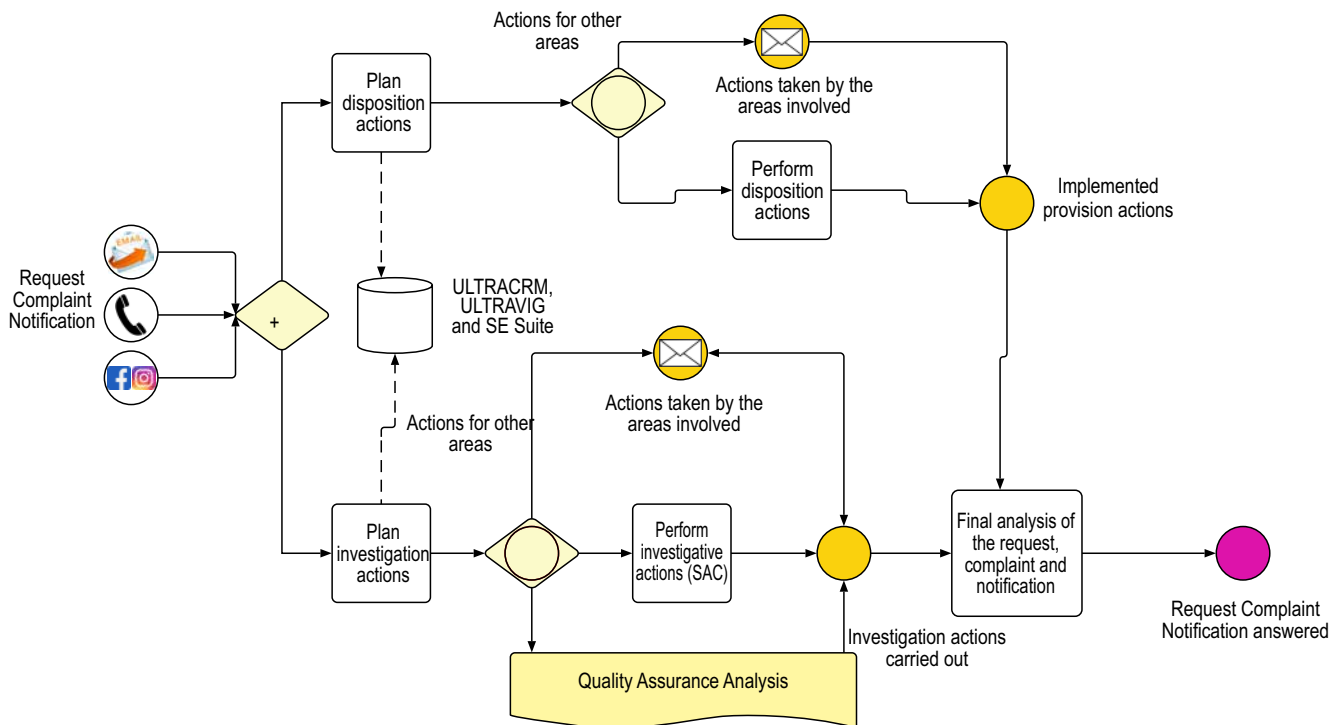 Actions for other
areas
Plan
disposition
actions
Actions taken by the
areas involved
Perform
disposition
actions
Implemented
provision actions
EMAIL
Request
Complaint
Notification
+
ULTRACRM,
ULTRAVIG
and SE Suite
Actions taken by the
areas involved
Actions for other
areas
Plan
investigation
actions
Perform
investigative
actions (SAC)
Final analysis of
the request,
complaint and
notification
Request Complaint
Notification answered
Investigation actions
carried out
Quality Assurance Analysis